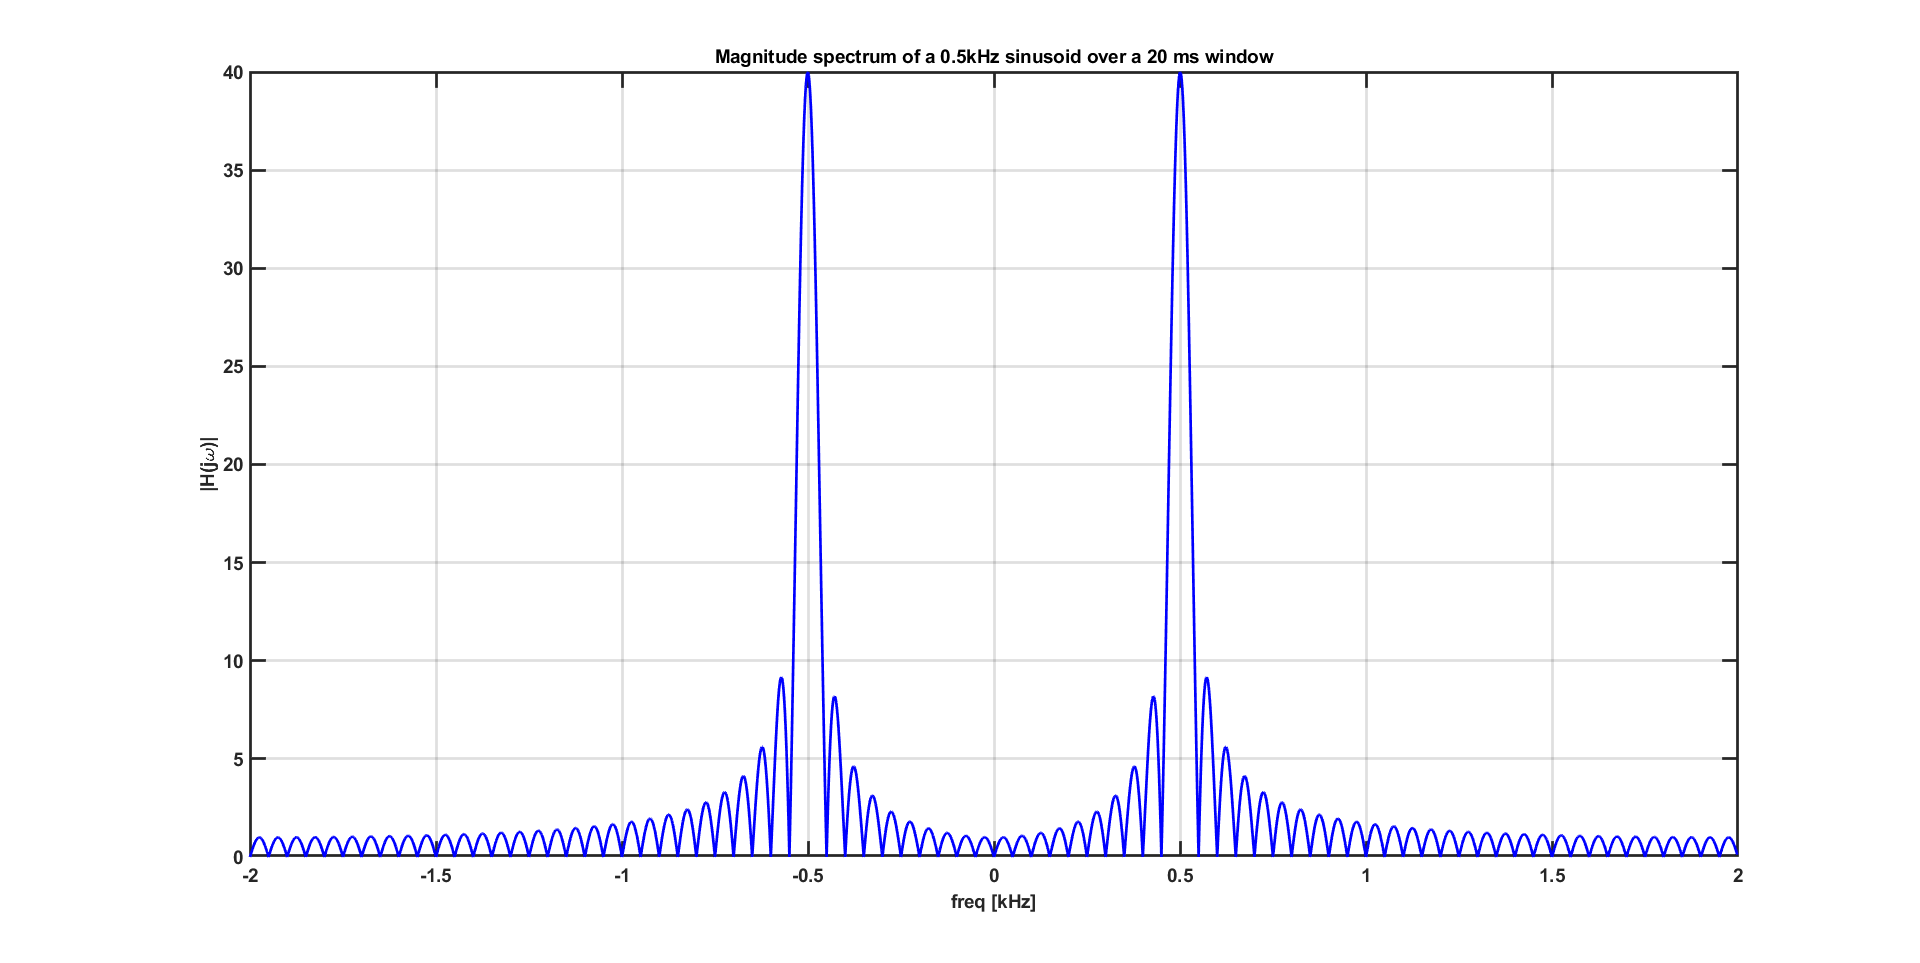 Magnitude spectrum of a 0.5kHz sinusoid over a 20 ms window
40
35
30
25
20
15
10
5
0
|H(jω)|
-2 -1.5 -1 -0.5 0 0.5 1 1.5 2
freq [kHz]